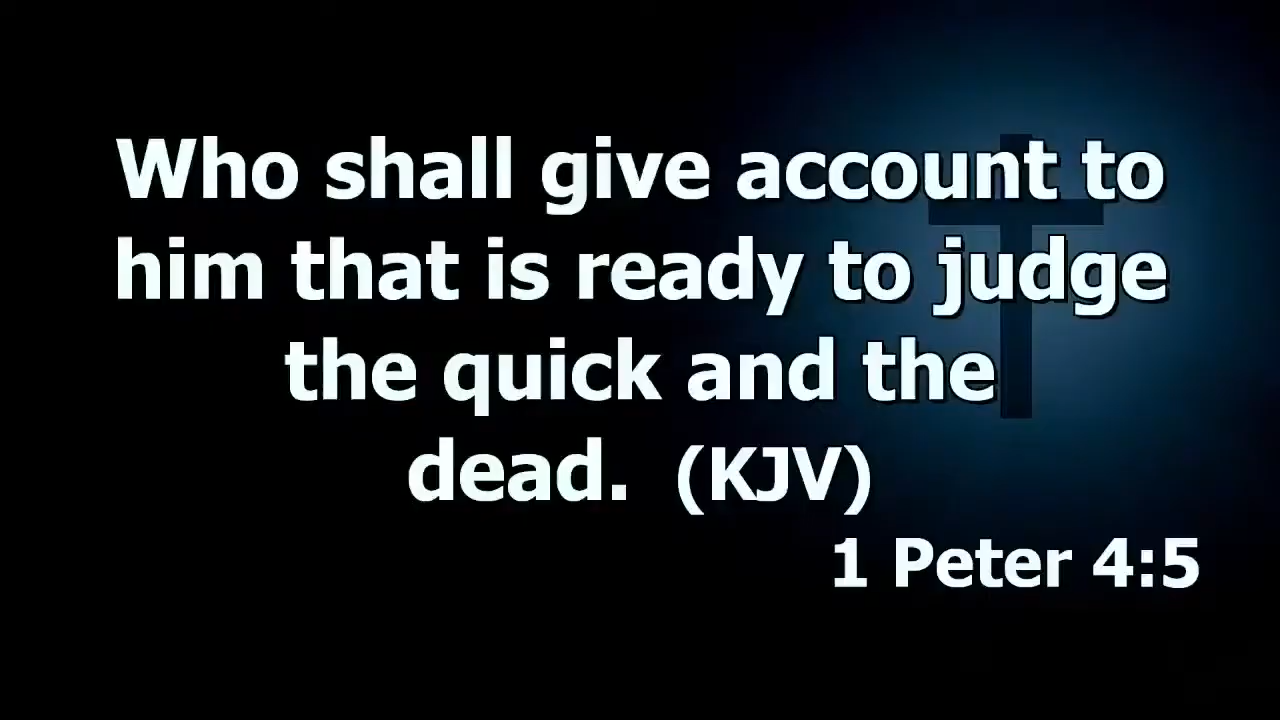 Who shall give account to
him that is ready to judge
the quick and the
dead. (KJV)
1 Peter 4:5